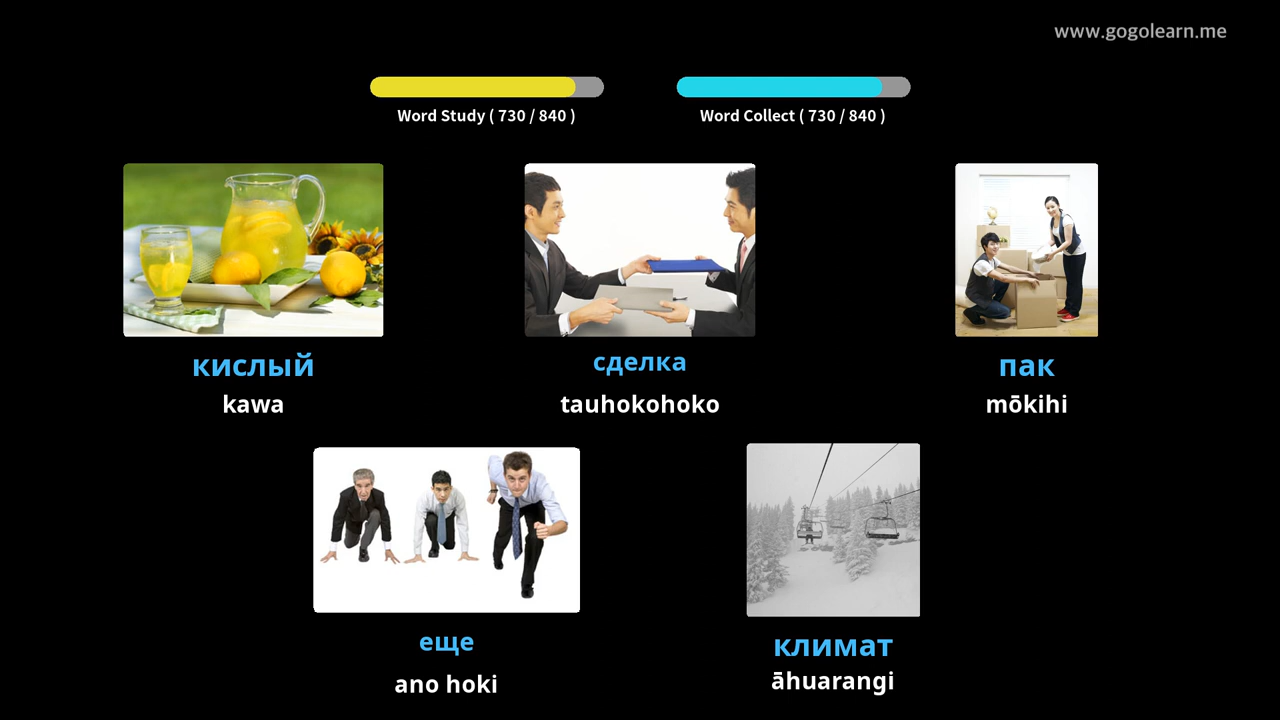 www.gogolearn.me
Word Study ( 730 / 840 )
Word Collect ( 730 / 840 )
кислый
kawa
сделка
tauhokohoko
пак
mōkihi
еще
ano hoki
климат
āhuarangi